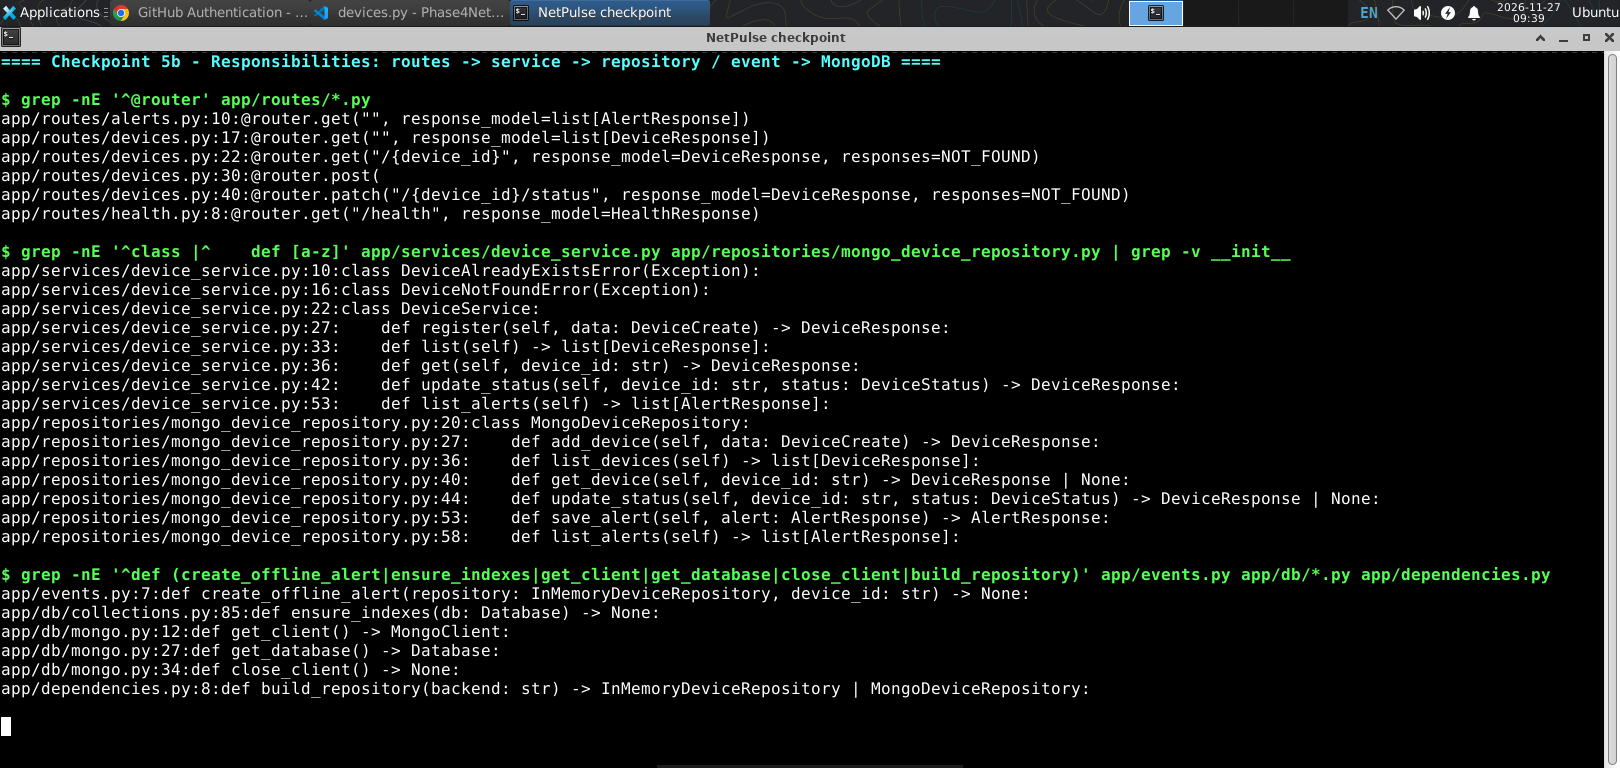 Applications
GitHub Authentication - ...
devices.py - Phase4Net...
NetPulse checkpoint
EN
2026-11-27
09:39
Ubuntu
NetPulse checkpoint
==== Checkpoint 5b - Responsibilities: routes -> service -> repository / event -> MongoDB ====
$ grep -nE '^@router' app/routes/*.py
app/routes/alerts.py:10:@router.get("", response_model=list[AlertResponse])
app/routes/devices.py:17:@router.get("", response_model=list[DeviceResponse])
app/routes/devices.py:22:@router.get("/{device_id}", response_model=DeviceResponse, responses=NOT_FOUND)
app/routes/devices.py:30:@router.post(
app/routes/devices.py:40:@router.patch("/{device_id}/status", response_model=DeviceResponse, responses=NOT_FOUND)
app/routes/health.py:8:@router.get("/health", response_model=HealthResponse)
$ grep -nE '^class |^    def [a-z]' app/services/device_service.py app/repositories/mongo_device_repository.py | grep -v __init__
app/services/device_service.py:10:class DeviceAlreadyExistsError(Exception):
app/services/device_service.py:16:class DeviceNotFoundError(Exception):
app/services/device_service.py:22:class DeviceService:
app/services/device_service.py:27:    def register(self, data: DeviceCreate) -> DeviceResponse:
app/services/device_service.py:33:    def list(self) -> list[DeviceResponse]:
app/services/device_service.py:36:    def get(self, device_id: str) -> DeviceResponse:
app/services/device_service.py:42:    def update_status(self, device_id: str, status: DeviceStatus) -> DeviceResponse:
app/services/device_service.py:53:    def list_alerts(self) -> list[AlertResponse]:
app/repositories/mongo_device_repository.py:20:class MongoDeviceRepository:
app/repositories/mongo_device_repository.py:27:    def add_device(self, data: DeviceCreate) -> DeviceResponse:
app/repositories/mongo_device_repository.py:36:    def list_devices(self) -> list[DeviceResponse]:
app/repositories/mongo_device_repository.py:40:    def get_device(self, device_id: str) -> DeviceResponse | None:
app/repositories/mongo_device_repository.py:44:    def update_status(self, device_id: str, status: DeviceStatus) -> DeviceResponse | None:
app/repositories/mongo_device_repository.py:53:    def save_alert(self, alert: AlertResponse) -> AlertResponse:
app/repositories/mongo_device_repository.py:58:    def list_alerts(self) -> list[AlertResponse]:
$ grep -nE '^def (create_offline_alert|ensure_indexes|get_client|get_database|close_client|build_repository)' app/events.py app/db/*.py app/dependencies.py
app/events.py:7:def create_offline_alert(repository: InMemoryDeviceRepository, device_id: str) -> None:
app/db/collections.py:85:def ensure_indexes(db: Database) -> None:
app/db/mongo.py:12:def get_client() -> MongoClient:
app/db/mongo.py:27:def get_database() -> Database:
app/db/mongo.py:34:def close_client() -> None:
app/dependencies.py:8:def build_repository(backend: str) -> InMemoryDeviceRepository | MongoDeviceRepository: